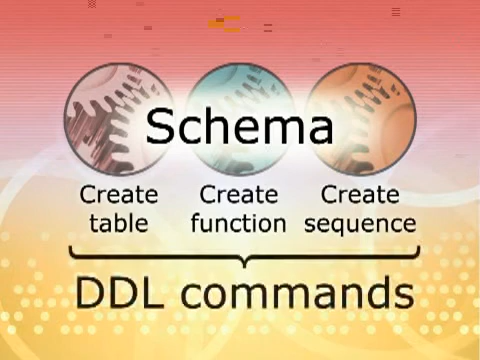 Schema
Create Create Create
table function sequence
DDL commands